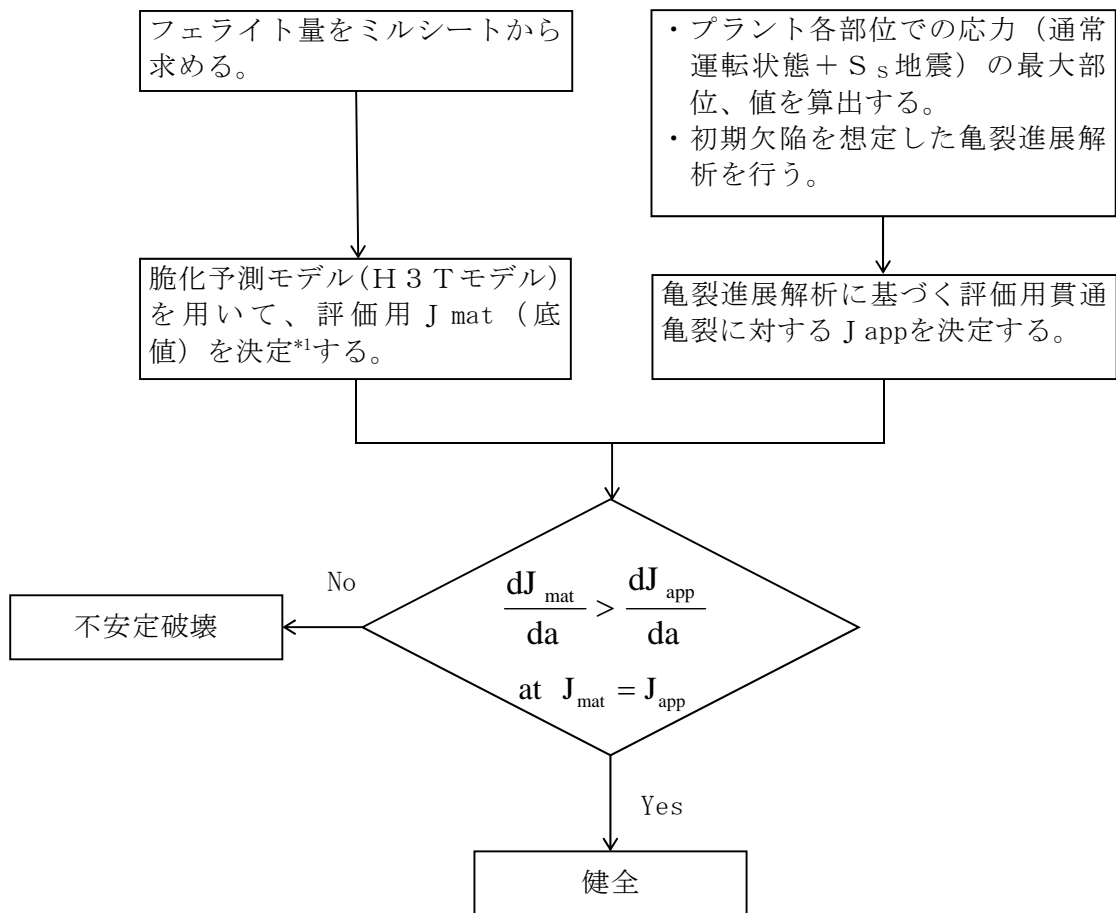 フェライト量をミルシートから
求める。
・プラント各部位での応力（通常
運転状態＋Ｓｓ地震）の最大部
位、値を算出する。
・初期欠陥を想定した亀裂進展解
析を行う。
脆化予測モデル（Ｈ３Ｔモデル）
を用いて、評価用Ｊmat（底
値）を決定*1する。
亀裂進展解析に基づく評価用貫通
亀裂に対するＪappを決定する。
No
dJmat/da > dJapp/da
at Jmat = Japp
不安定破壊
Yes
健全